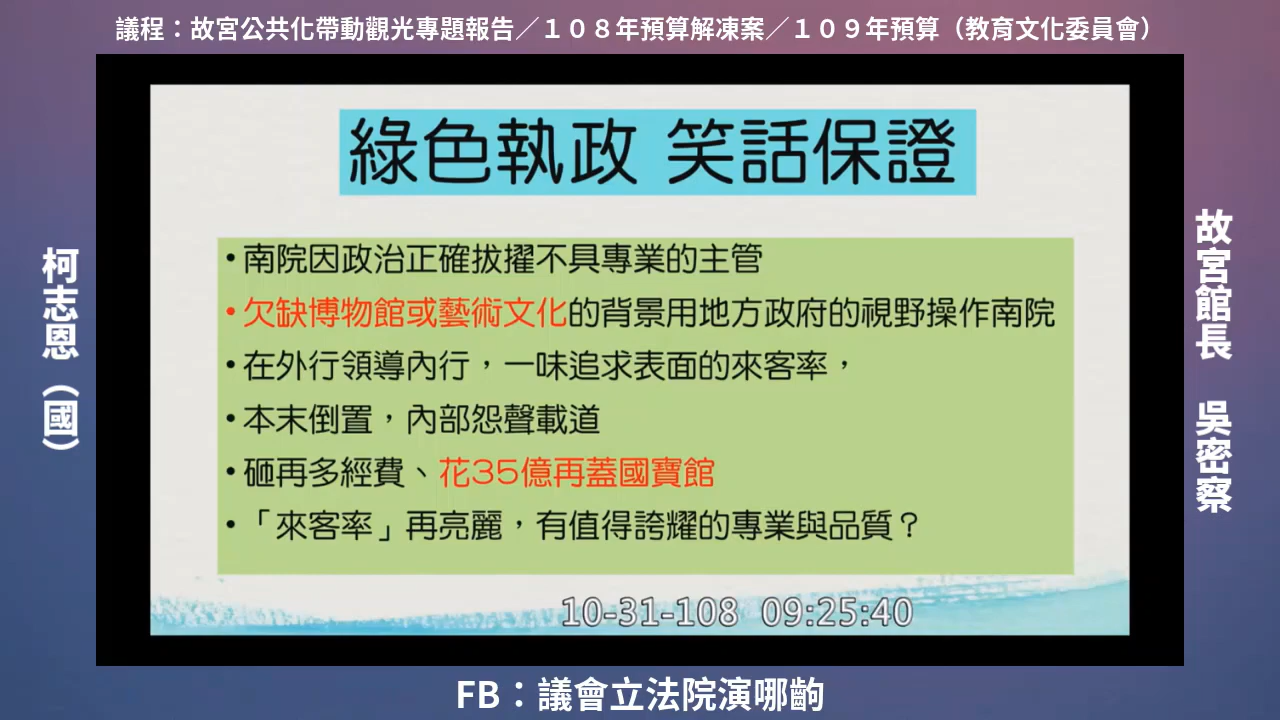 議程：故宮公共化帶動觀光專題報告／１０８年預算解凍案／１０９年預算（教育文化委員會）
綠色執政 笑話保證
•南院因政治正確拔擢不具專業的主管
•欠缺博物館或藝術文化的背景用地方政府的視野操作南院
•在外行領導內行，一味追求表面的來客率，
•本末倒置，內部怨聲載道
•砸再多經費、花35億再蓋國寶館
•「來客率」再亮麗，有值得誇耀的專業與品質？
10-31-108 09:25:40
柯志恩（國）
故宮館長 吳密察
FB：議會立法院演哪齣